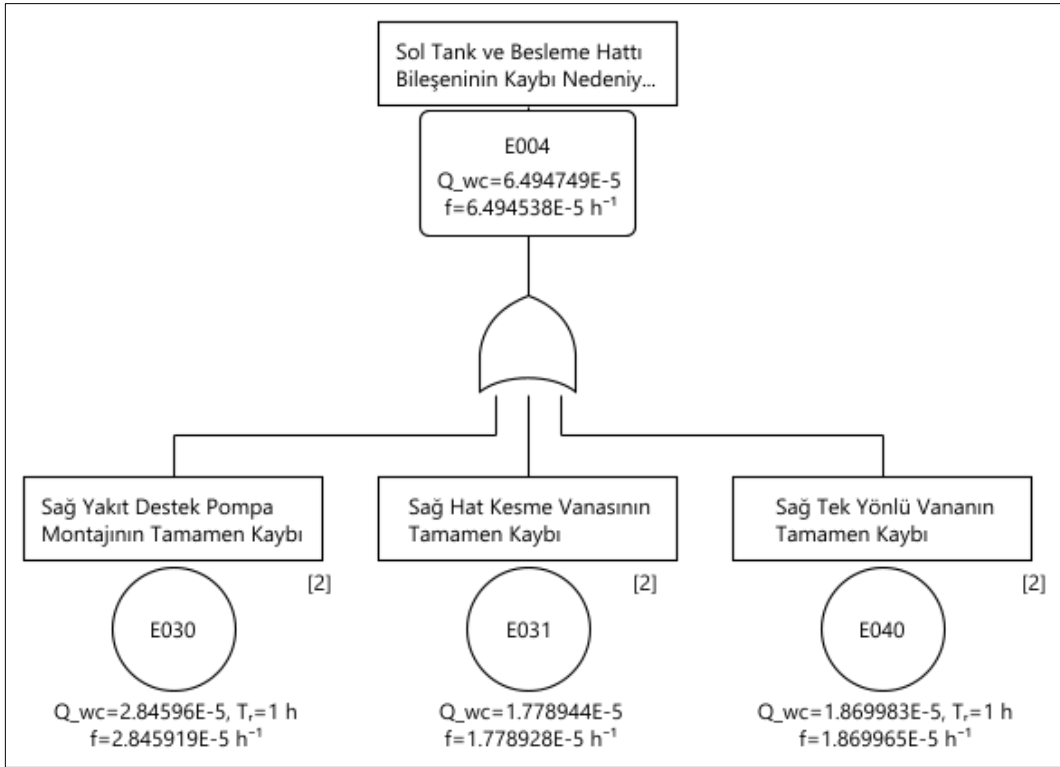 Sol Tank ve Besleme Hattı
Bileşeninin Kaybı Nedeniy...
E004
Q_wc=6.494749E-5
f=6.494538E-5 h⁻¹
Sağ Yakıt Destek Pompa
Montajının Tamamen Kaybı
[2]
E030
Q_wc=2.84596E-5, Tᵣ=1 h
f=2.845919E-5 h⁻¹
Sağ Hat Kesme Vanasının
Tamamen Kaybı
[2]
E031
Q_wc=1.778944E-5
f=1.778928E-5 h⁻¹
Sağ Tek Yönlü Vananın
Tamamen Kaybı
[2]
E040
Q_wc=1.869983E-5, Tᵣ=1 h
f=1.869965E-5 h⁻¹